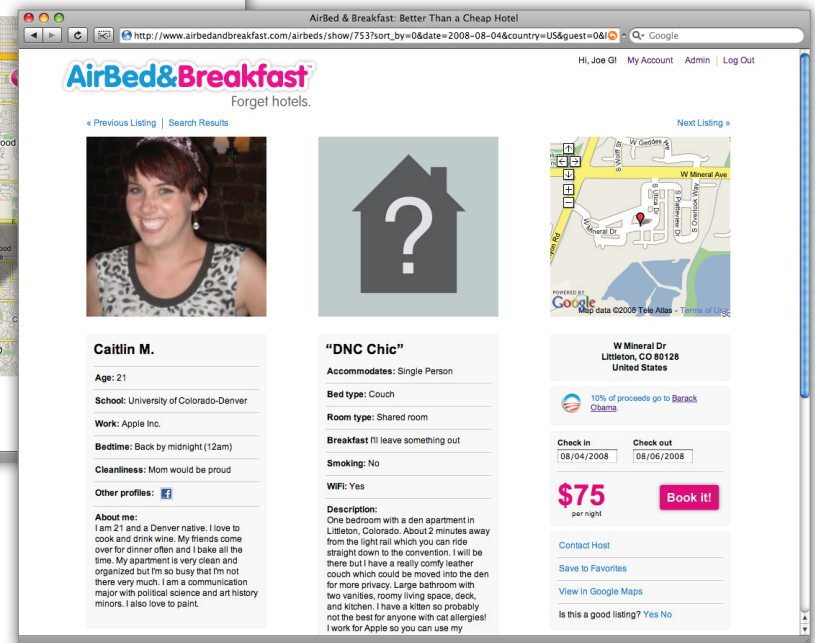 AirBed & Breakfast: Better Than a Cheap Hotel
http://www.airbedandbreakfast.com/airbeds/show/753?sort_by=0&date=2008-08-04&country=US&guest=0&l
Google
AirBed&Breakfast™
Forget hotels.
Hi, Joe G! My Account Admin | Log Out
« Previous Listing | Search Results
Next Listing »
ood
?
W Geddes Ave
S Wolff St
W Mineral Ave
S Utica Dr
S Platteview Dr
S Overlook Way
W Mineral Dr
yon Rd
POWERED BY
Google
Map data ©2008 Tele Atlas - Terms of Use
Caitlin M.
Age: 21
School: University of Colorado-Denver
Work: Apple Inc.
Bedtime: Back by midnight (12am)
Cleanliness: Mom would be proud
Other profiles: f
About me:
I am 21 and a Denver native. I love to
cook and drink wine. My friends come
over for dinner often and I bake all the
time. My apartment is very clean and
organized but I'm so busy that I'm not
there very much. I am a communication
major with political science and art history
minors. I also love to paint.
“DNC Chic”
Accommodates: Single Person
Bed type: Couch
Room type: Shared room
Breakfast I'll leave something out
Smoking: No
WiFi: Yes
Description:
One bedroom with a den apartment in
Littleton, Colorado. About 2 minutes away
from the light rail which you can ride
straight down to the convention. I will be
there but I have a really comfy leather
couch which could be moved into the den
for more privacy. Large bathroom with
two vanities, roomy living space, deck,
and kitchen. I have a kitten so probably
not the best for anyone with cat allergies!
I work for Apple so you can use my
W Mineral Dr
Littleton, CO 80128
United States
10% of proceeds go to Barack
Obama.
Check in Check out
08/04/2008 08/06/2008
$75
per night
Book it!
Contact Host
Save to Favorites
View in Google Maps
Is this a good listing? Yes No